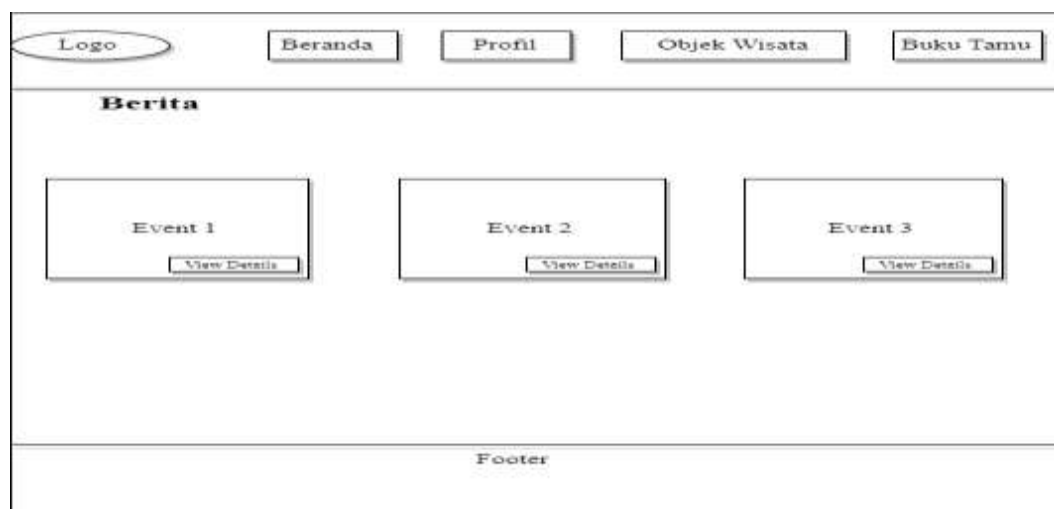 Logo Beranda Profil Objek Wisata Buku Tamu
Berita
Event 1 Event 2 Event 3
View Details View Details View Details
Footer